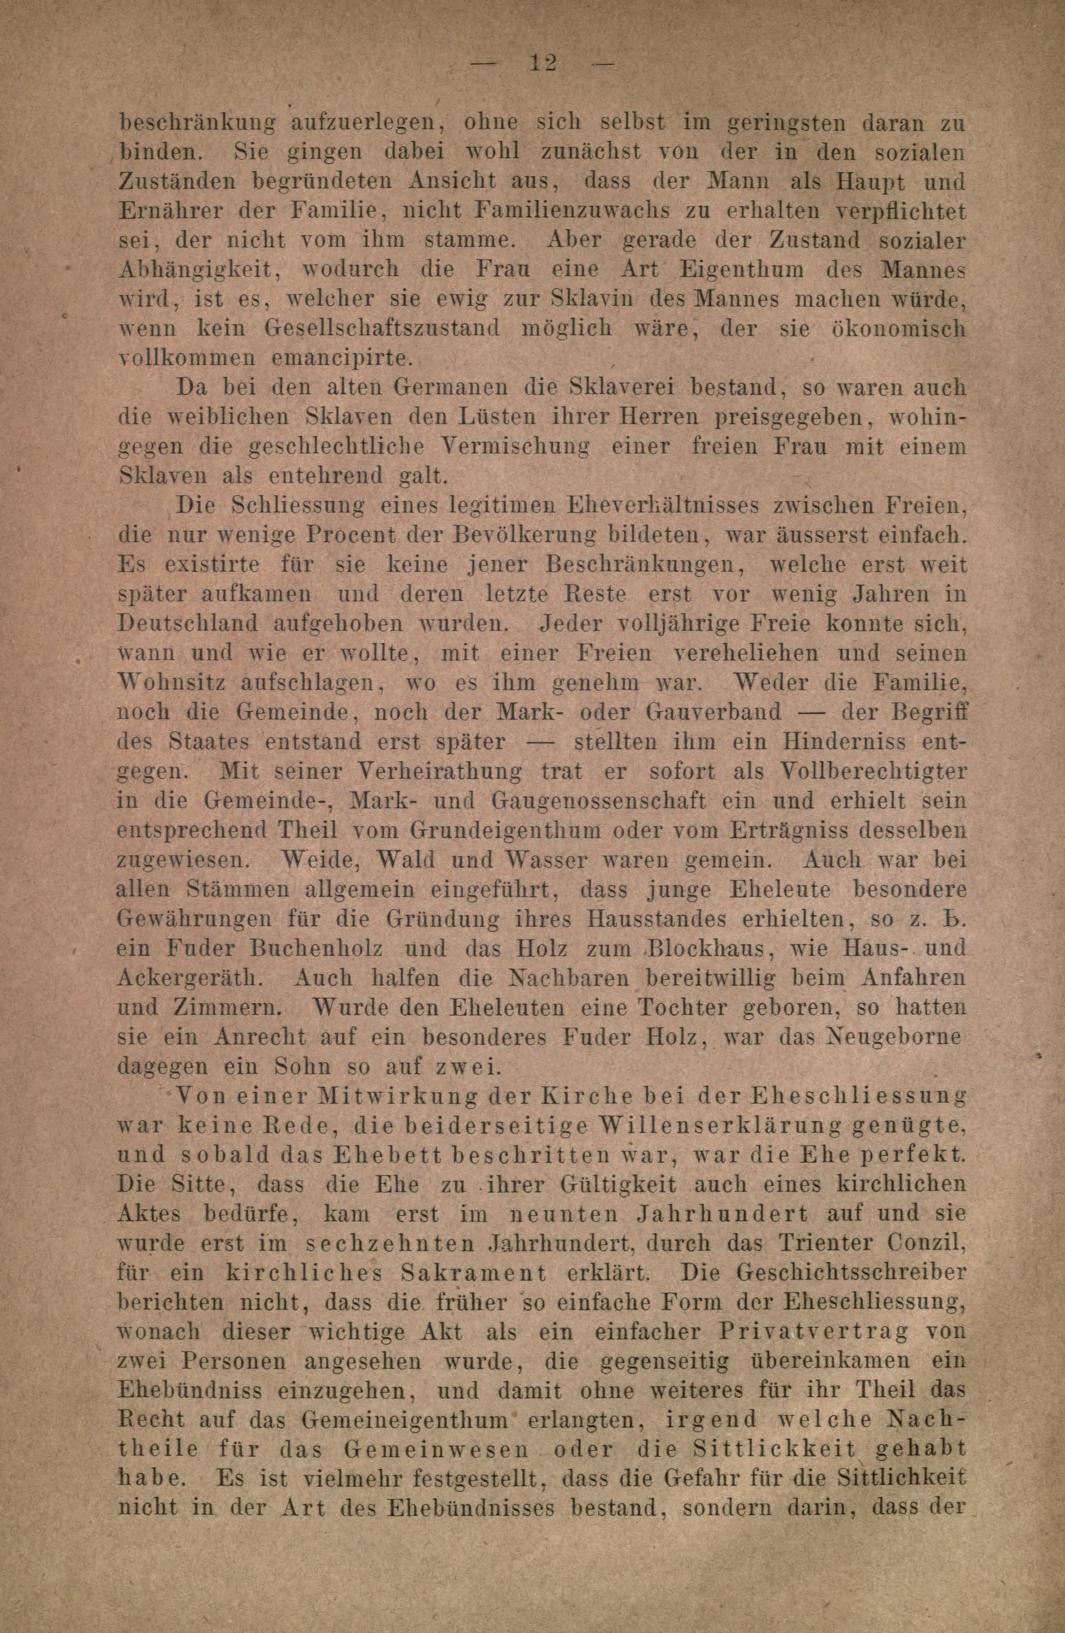 — 12 —
beschränkung aufzuerlegen, ohne sich selbst im geringsten daran zu
binden. Sie gingen dabei wohl zunächst von der in den sozialen
Zuständen begründeten Ansicht aus, dass der Mann als Haupt und
Ernährer der Familie, nicht Familienzuwachs zu erhalten verpflichtet
sei, der nicht vom ihm stamme. Aber gerade der Zustand sozialer
Abhängigkeit, wodurch die Frau eine Art Eigenthum des Mannes
wird, ist es, welcher sie ewig zur Sklavin des Mannes machen würde,
wenn kein Gesellschaftszustand möglich wäre, der sie ökonomisch
vollkommen emancipirte.
Da bei den alten Germanen die Sklaverei bestand, so waren auch
die weiblichen Sklaven den Lüsten ihrer Herren preisgegeben, wohin-
gegen die geschlechtliche Vermischung einer freien Frau mit einem
Sklaven als entehrend galt.
Die Schliessung eines legitimen Eheverhältnisses zwischen Freien,
die nur wenige Procent der Bevölkerung bildeten, war äusserst einfach.
Es existirte für sie keine jener Beschränkungen, welche erst weit
später aufkamen und deren letzte Reste erst vor wenig Jahren in
Deutschland aufgehoben wurden. Jeder volljährige Freie konnte sich,
wann und wie er wollte, mit einer Freien vereheliehen und seinen
Wohnsitz aufschlagen, wo es ihm genehm war. Weder die Familie,
noch die Gemeinde, noch der Mark- oder Gauverband — der Begriff
des Staates entstand erst später — stellten ihm ein Hinderniss ent-
gegen. Mit seiner Verheirathung trat er sofort als Vollberechtigter
in die Gemeinde-, Mark- und Gaugenossenschaft ein und erhielt sein
entsprechend Theil vom Grundeigenthum oder vom Erträgniss desselben
zugewiesen. Weide, Wald und Wasser waren gemein. Auch war bei
allen Stämmen allgemein eingeführt, dass junge Eheleute besondere
Gewährungen für die Gründung ihres Hausstandes erhielten, so z. B.
ein Fuder Buchenholz und das Holz zum Blockhaus, wie Haus- und
Ackergeräth. Auch halfen die Nachbaren bereitwillig beim Anfahren
und Zimmern. Wurde den Eheleuten eine Tochter geboren, so hatten
sie ein Anrecht auf ein besonderes Fuder Holz, war das Neugeborne
dagegen ein Sohn so auf zwei.
Von einer Mitwirkung der Kirche bei der Eheschliessung
war keine Rede, die beiderseitige Willenserklärung genügte,
und sobald das Ehebett beschritten war, war die Ehe perfekt.
Die Sitte, dass die Ehe zu ihrer Gültigkeit auch eines kirchlichen
Aktes bedürfe, kam erst im neunten Jahrhundert auf und sie
wurde erst im sechzehnten Jahrhundert, durch das Trienter Conzil,
für ein kirchliches Sakrament erklärt. Die Geschichtsschreiber
berichten nicht, dass die früher so einfache Form der Eheschliessung,
wonach dieser wichtige Akt als ein einfacher Privatvertrag von
zwei Personen angesehen wurde, die gegenseitig übereinkamen ein
Ehebündniss einzugehen, und damit ohne weiteres für ihr Theil das
Recht auf das Gemeineigenthum erlangten, irgend welche Nach-
theile für das Gemeinwesen oder die Sittlickkeit gehabt
habe. Es ist vielmehr festgestellt, dass die Gefahr für die Sittlichkeit
nicht in der Art des Ehebündnisses bestand, sondern darin, dass der